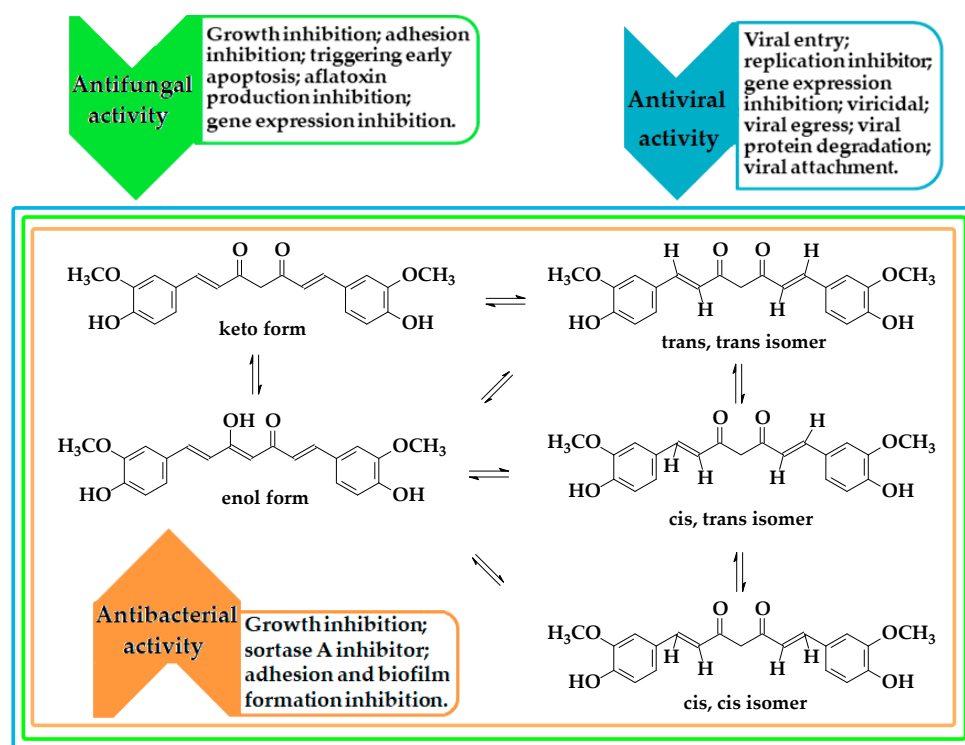 Antifungal
activity
Growth inhibition; adhesion
inhibition; triggering early
apoptosis; aflatoxin
production inhibition;
gene expression inhibition.
Antiviral
activity
Viral entry;
replication inhibitor;
gene expression
inhibition; viricidal;
viral egress; viral
protein degradation;
viral attachment.
O O
H₃CO OCH₃
HO OH
keto form
H O O H
H₃CO OCH₃
H H
HO OH
trans, trans isomer
OH O
H₃CO OCH₃
HO OH
enol form
O O H
H₃CO OCH₃
H H H
HO OH
cis, trans isomer
O O
H₃CO OCH₃
H H H H
HO OH
cis, cis isomer
Antibacterial
activity
Growth inhibition;
sortase A inhibitor;
adhesion and biofilm
formation inhibition.